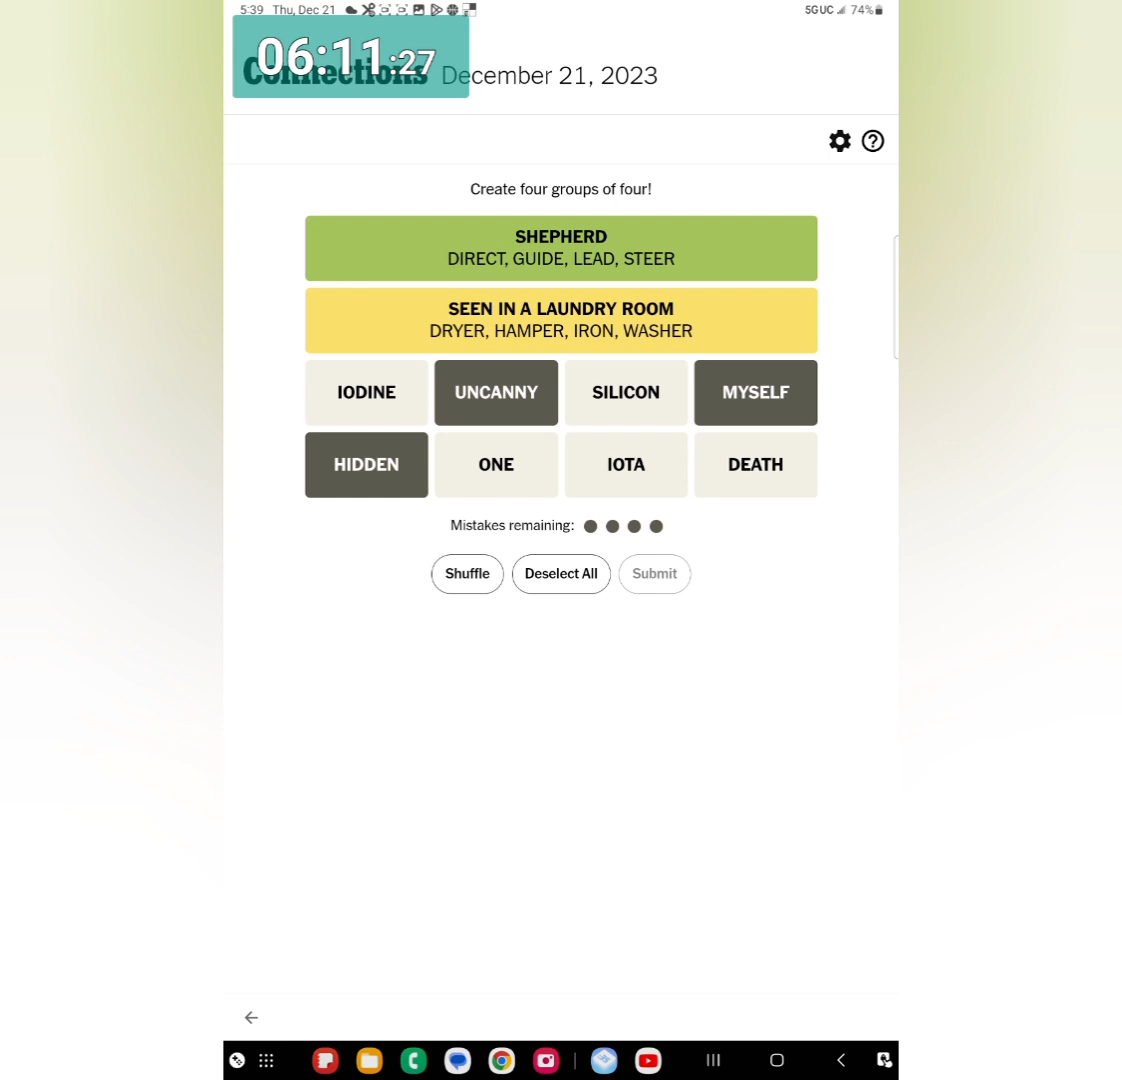 5:39 Thu, Dec 21
5G UC 74%
06:11:27
Connections December 21, 2023
Create four groups of four!
SHEPHERD
DIRECT, GUIDE, LEAD, STEER
SEEN IN A LAUNDRY ROOM
DRYER, HAMPER, IRON, WASHER
IODINE UNCANNY SILICON MYSELF
HIDDEN ONE IOTA DEATH
Mistakes remaining:
Shuffle Deselect All Submit